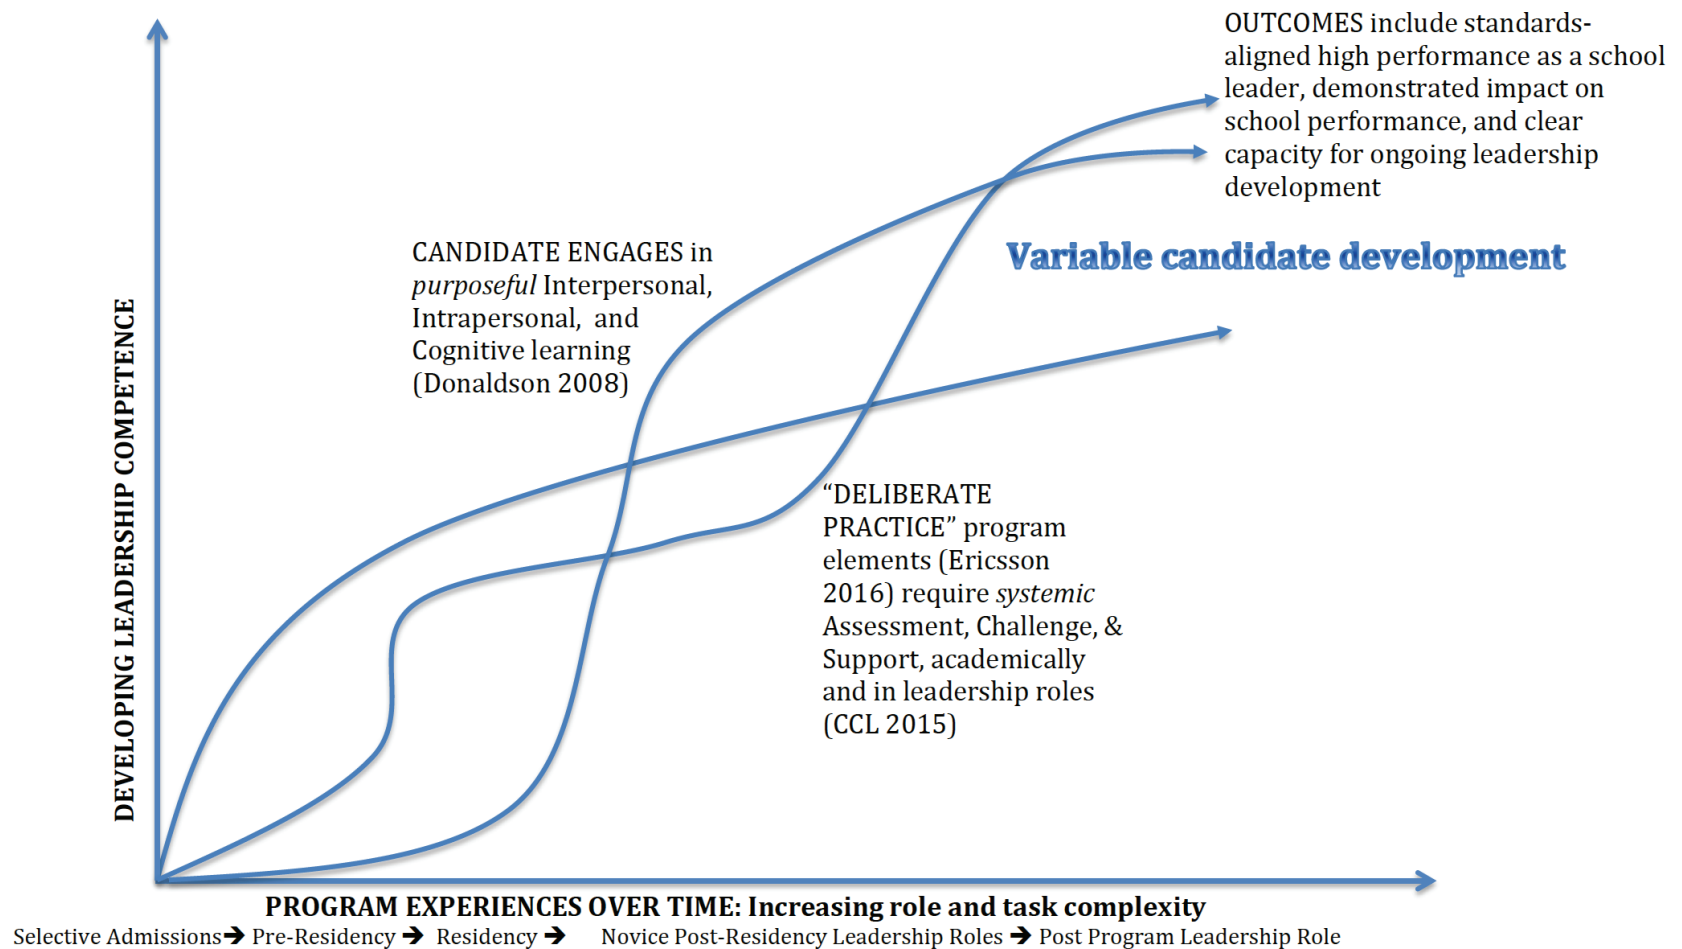 OUTCOMES include standards-
aligned high performance as a school
leader, demonstrated impact on
school performance, and clear
capacity for ongoing leadership
development
Variable candidate development
CANDIDATE ENGAGES in
purposeful Interpersonal,
Intrapersonal, and
Cognitive learning
(Donaldson 2008)
DEVELOPING LEADERSHIP COMPETENCE
“DELIBERATE
PRACTICE” program
elements (Ericsson
2016) require systemic
Assessment, Challenge, &
Support, academically
and in leadership roles
(CCL 2015)
PROGRAM EXPERIENCES OVER TIME: Increasing role and task complexity
Selective Admissions➔ Pre-Residency ➔ Residency ➔ Novice Post-Residency Leadership Roles ➔ Post Program Leadership Role